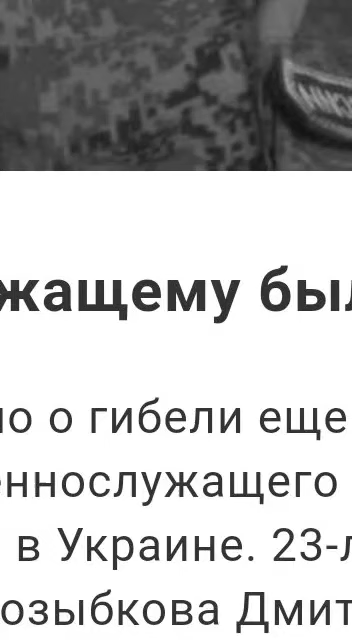 жащему был
но о гибели еще
еннослужащего
в Украине. 23-л
озыбкова Дмит